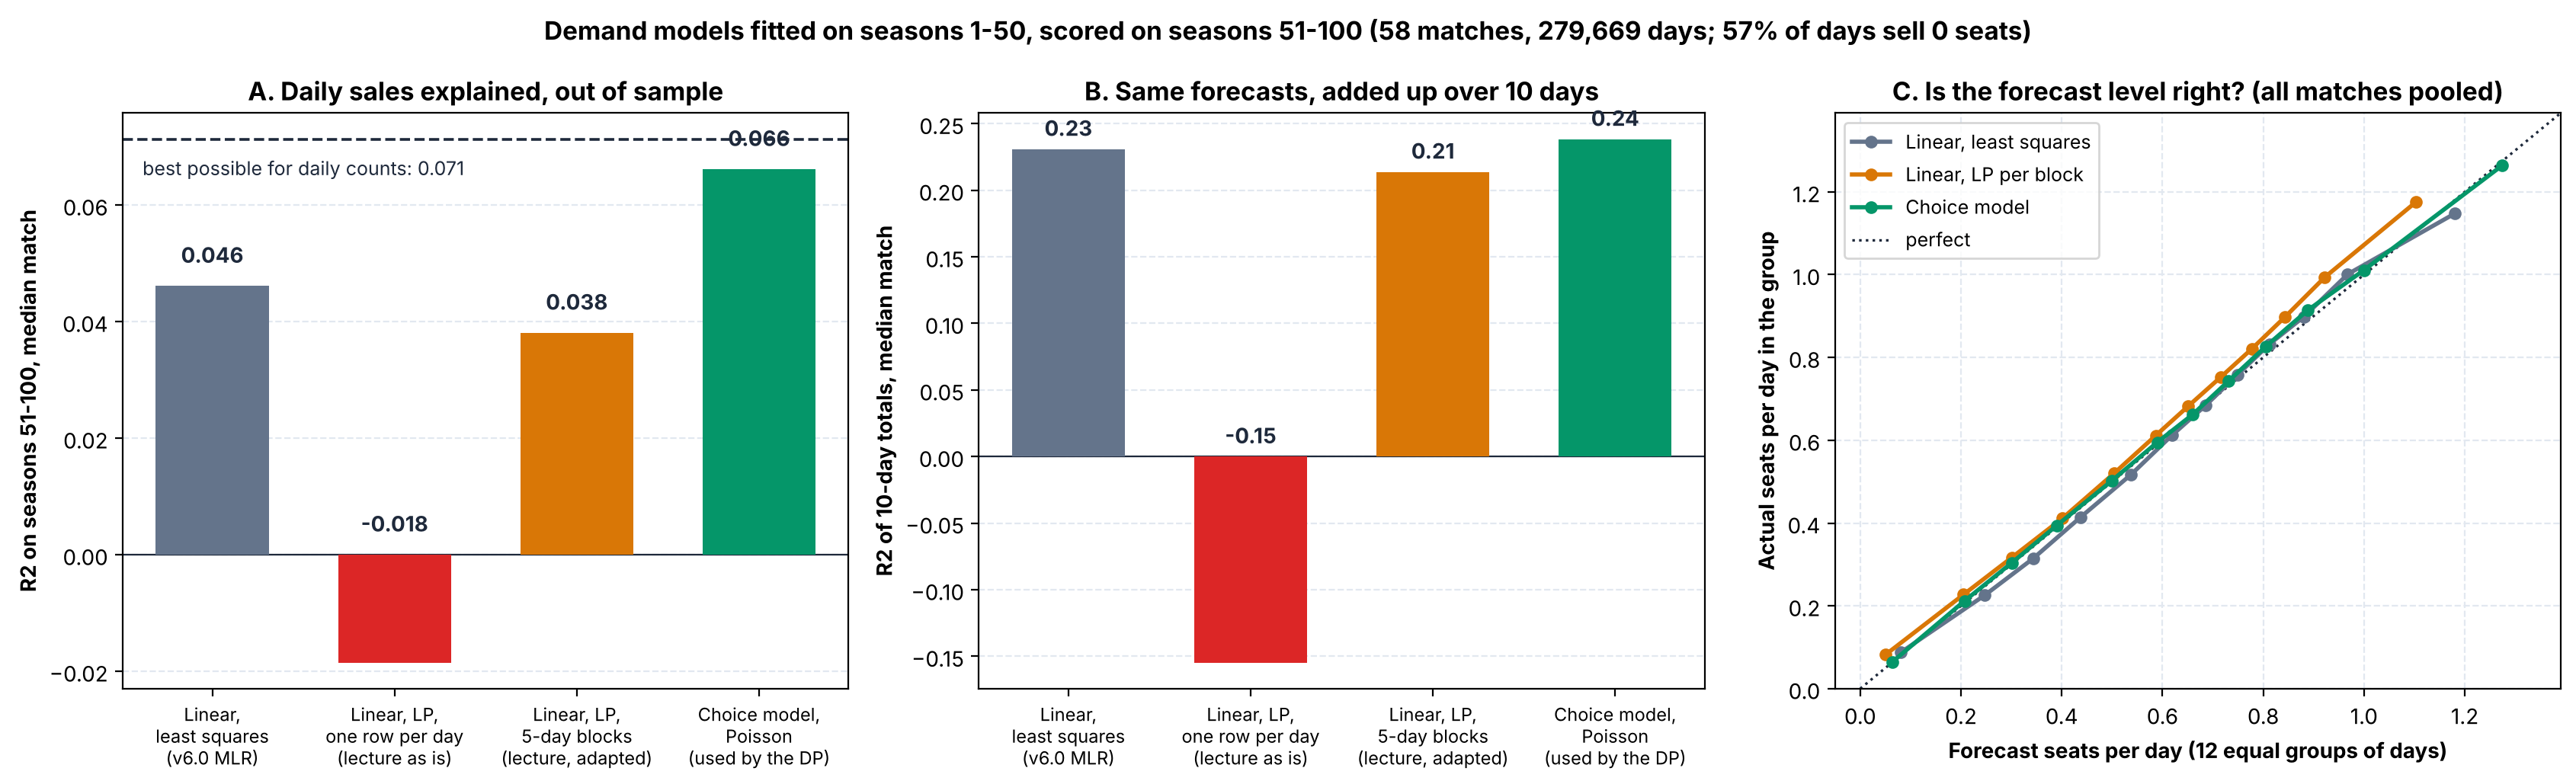 Demand models fitted on seasons 1-50, scored on seasons 51-100 (58 matches, 279,669 days; 57% of days sell 0 seats)
A. Daily sales explained, out of sample
R2 on seasons 51-100, median match
0.06
0.04
0.02
0.00
−0.02
best possible for daily counts: 0.071
0.046
-0.018
0.038
0.066
Linear,
least squares
(v6.0 MLR)
Linear, LP,
one row per day
(lecture as is)
Linear, LP,
5-day blocks
(lecture, adapted)
Choice model,
Poisson
(used by the DP)
B. Same forecasts, added up over 10 days
R2 of 10-day totals, median match
0.25
0.20
0.15
0.10
0.05
0.00
−0.05
−0.10
−0.15
0.23
-0.15
0.21
0.24
Linear,
least squares
(v6.0 MLR)
Linear, LP,
one row per day
(lecture as is)
Linear, LP,
5-day blocks
(lecture, adapted)
Choice model,
Poisson
(used by the DP)
C. Is the forecast level right? (all matches pooled)
Actual seats per day in the group
1.2
1.0
0.8
0.6
0.4
0.2
0.0
Linear, least squares
Linear, LP per block
Choice model
perfect
0.0
0.2
0.4
0.6
0.8
1.0
1.2
Forecast seats per day (12 equal groups of days)